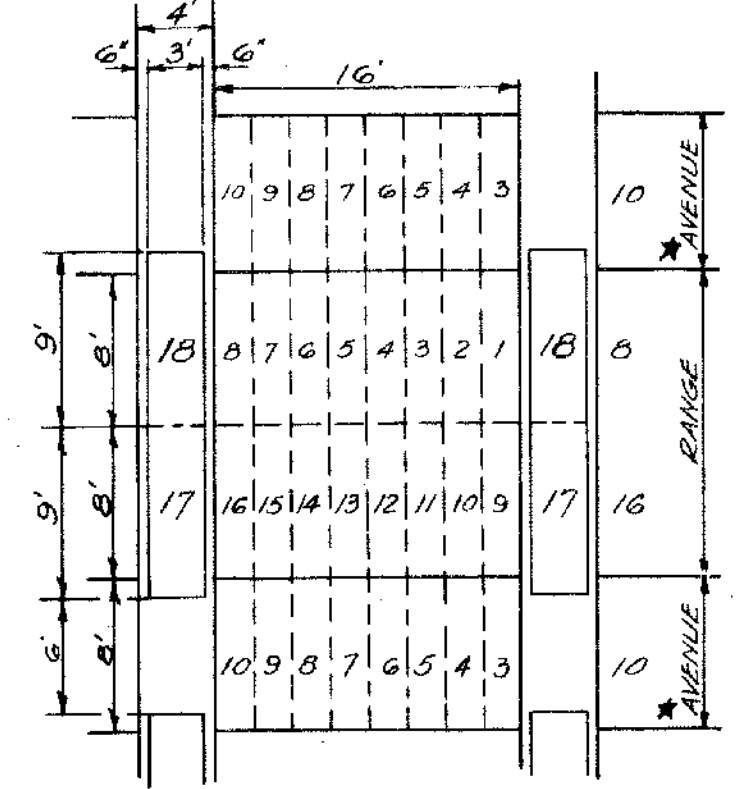 4'
6" 3' 6"
16'
10 9 8 7 6 5 4 3 10
★ AVENUE
9' 8' 18 8 7 6 5 4 3 2 1 18 8
RANGE
9' 8' 17 16 15 14 13 12 11 10 9 17 16
6' 8' 10 9 8 7 6 5 4 3 10
★ AVENUE